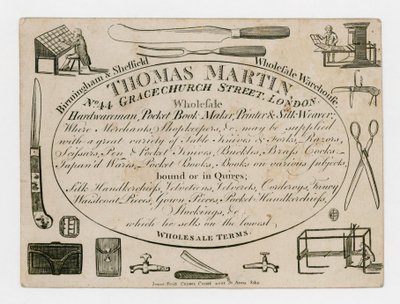 Birmingham & Sheffield
Wholesale Warehouse.
THOMAS MARTIN,
No. 44 GRACECHURCH STREET, LONDON.
Wholesale
Hardwareman, Pocket Book Maker, Printer & Silk Weaver;
Where Merchants, Shopkeepers, &c. may be supplied
with a great variety of Table Knives & Forks, Razors,
Scissars, Pen & Pocket Knives, Buckles, Brass Cocks,
Japan'd Wares, Pocket Books, Books on various subjects,
bound or in Quires;
Silk Handkerchiefs, Velverets, Corderoys, Fancy
Waistcoat Pieces, Gown Pieces, Pocket Handkerchiefs,
Stockings, &c.
which he sells on the lowest
WHOLESALE TERMS.